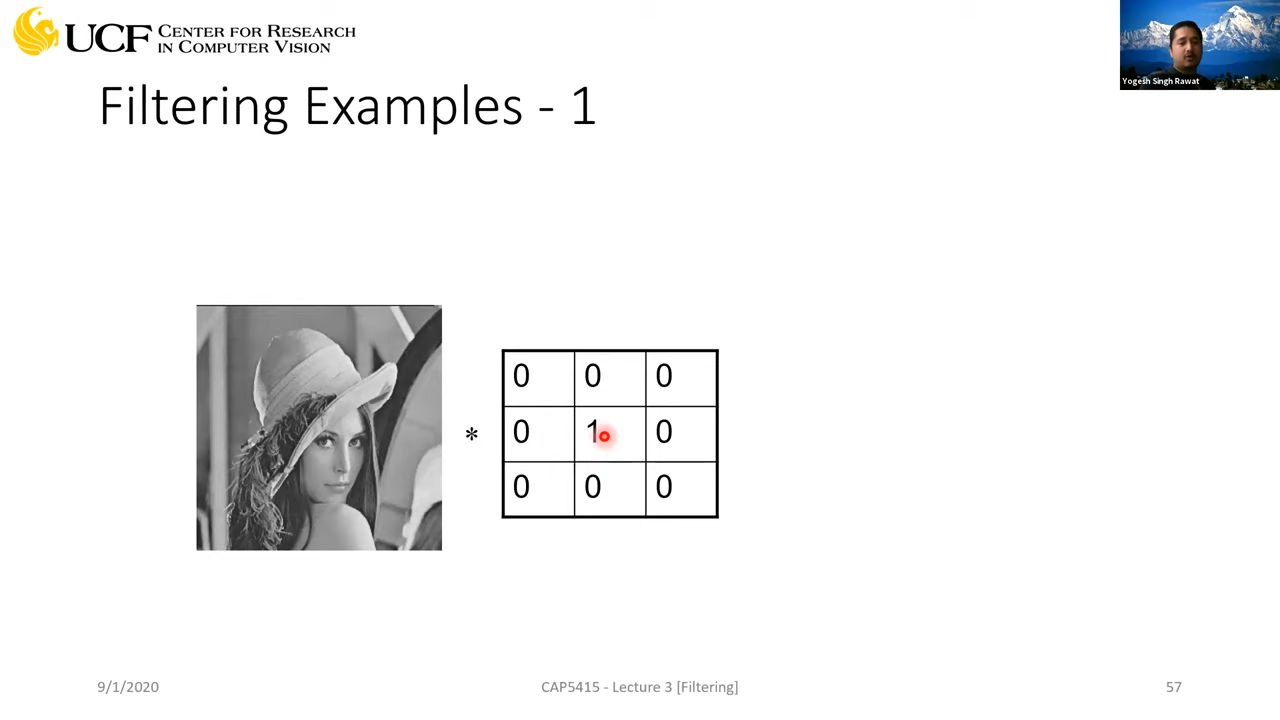 UCF CENTER FOR RESEARCH
IN COMPUTER VISION
Yogesh Singh Rawat
Filtering Examples - 1
0 0 0
* 0 1 0
0 0 0
9/1/2020 CAP5415 - Lecture 3 [Filtering] 57